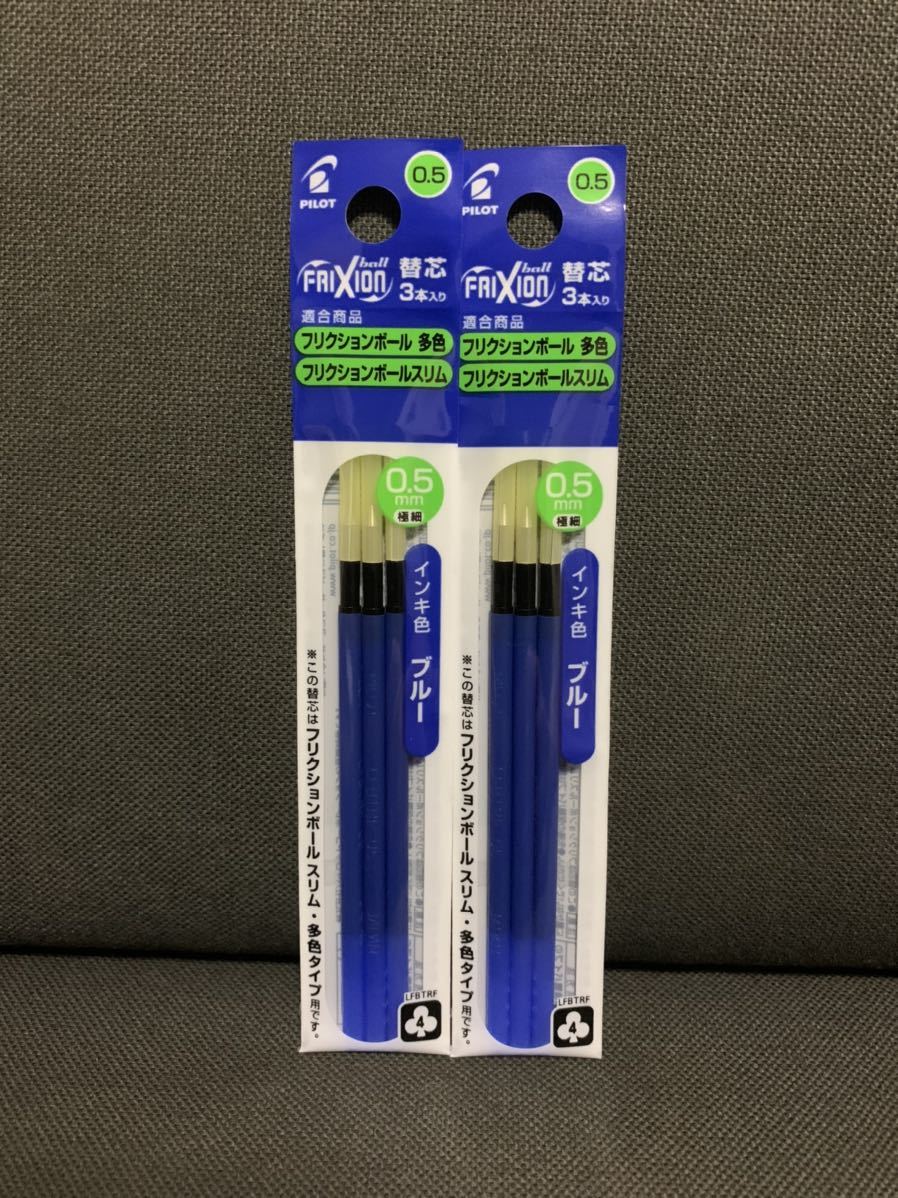 PILOT
0.5
FRIXION ball
替芯
3本入り
適合商品
フリクションボール 多色
フリクションボールスリム
0.5
mm
極細
インキ色 ブルー
※この替芯はフリクションボール スリム・多色タイプ用です。
LFBTRF
4
PILOT
0.5
FRIXION ball
替芯
3本入り
適合商品
フリクションボール 多色
フリクションボールスリム
0.5
mm
極細
インキ色 ブルー
※この替芯はフリクションボール スリム・多色タイプ用です。
LFBTRF
4